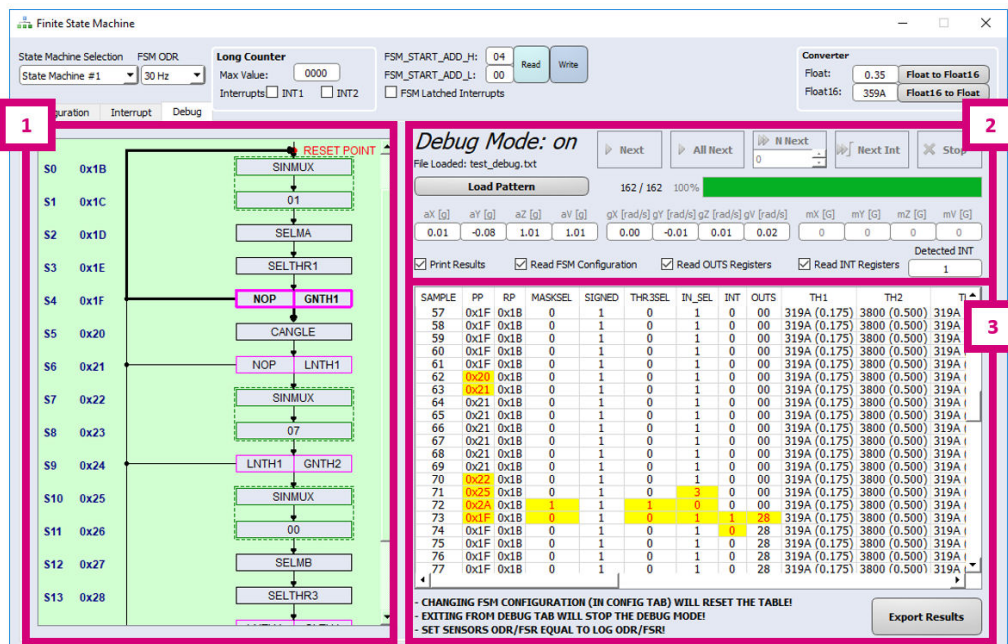 Finite State Machine
State Machine Selection FSM ODR
State Machine #1 30 Hz
Long Counter
Max Value: 0000
Interrupts INT1 INT2
FSM_START_ADD_H: 04
FSM_START_ADD_L: 00
Read Write
FSM Latched Interrupts
Converter
Float: 0.35 Float to Float16
Float16: 359A Float16 to Float
Interrupt Debug
1
RESET POINT
S0 0x1B SINMUX
S1 0x1C 01
S2 0x1D SELMA
S3 0x1E SELTHR1
S4 0x1F NOP GNTH1
S5 0x20 CANGLE
S6 0x21 NOP LNTH1
S7 0x22 SINMUX
S8 0x23 07
S9 0x24 LNTH1 GNTH2
S10 0x25 SINMUX
S11 0x26 00
S12 0x27 SELMB
S13 0x28 SELTHR3
2
Debug Mode: on
File Loaded: test_debug.txt
Next All Next N Next 0 Next Int Stop
Load Pattern 162 / 162 100%
aX [g] aY [g] aZ [g] aV [g] gX [rad/s] gY [rad/s] gZ [rad/s] gV [rad/s] mX [G] mY [G] mZ [G] mV [G]
0.01 -0.08 1.01 1.01 0.00 -0.01 0.01 0.02 0 0 0 0
Detected INT
Print Results Read FSM Configuration Read OUTS Registers Read INT Registers 1
3
SAMPLE PP RP MASKSEL SIGNED THR3SEL IN_SEL INT OUTS TH1 TH2
57 0x1F 0x1B 0 1 0 1 0 00 319A (0.175) 3800 (0.500) 319A
58 0x1F 0x1B 0 1 0 1 0 00 319A (0.175) 3800 (0.500) 319A
59 0x1F 0x1B 0 1 0 1 0 00 319A (0.175) 3800 (0.500) 319A
60 0x1F 0x1B 0 1 0 1 0 00 319A (0.175) 3800 (0.500) 319A
61 0x1F 0x1B 0 1 0 1 0 00 319A (0.175) 3800 (0.500) 319A (
62 0x20 0x1B 0 1 0 1 0 00 319A (0.175) 3800 (0.500) 319A (
63 0x21 0x1B 0 1 0 1 0 00 319A (0.175) 3800 (0.500) 319A (
64 0x21 0x1B 0 1 0 1 0 00 319A (0.175) 3800 (0.500) 319A (
65 0x21 0x1B 0 1 0 1 0 00 319A (0.175) 3800 (0.500) 319A (
66 0x21 0x1B 0 1 0 1 0 00 319A (0.175) 3800 (0.500) 319A (
67 0x21 0x1B 0 1 0 1 0 00 319A (0.175) 3800 (0.500) 319A (
68 0x21 0x1B 0 1 0 1 0 00 319A (0.175) 3800 (0.500) 319A (
69 0x21 0x1B 0 1 0 1 0 00 319A (0.175) 3800 (0.500) 319A (
70 0x22 0x1B 0 1 0 1 0 00 319A (0.175) 3800 (0.500) 319A (
71 0x25 0x1B 0 1 0 3 0 00 319A (0.175) 3800 (0.500) 319A (
72 0x2A 0x1B 1 1 1 0 0 00 319A (0.175) 3800 (0.500) 319A (
73 0x1F 0x1B 0 1 0 1 1 28 319A (0.175) 3800 (0.500) 319A (
74 0x1F 0x1B 0 1 0 1 0 28 319A (0.175) 3800 (0.500) 319A (
75 0x1F 0x1B 0 1 0 1 0 28 319A (0.175) 3800 (0.500) 319A (
76 0x1F 0x1B 0 1 0 1 0 28 319A (0.175) 3800 (0.500) 319A (
77 0x1F 0x1B 0 1 0 1 0 28 319A (0.175) 3800 (0.500) 319A (
- CHANGING FSM CONFIGURATION (IN CONFIG TAB) WILL RESET THE TABLE!
- EXITING FROM DEBUG TAB WILL STOP THE DEBUG MODE!
- SET SENSORS ODR/FSR EQUAL TO LOG ODR/FSR!
Export Results